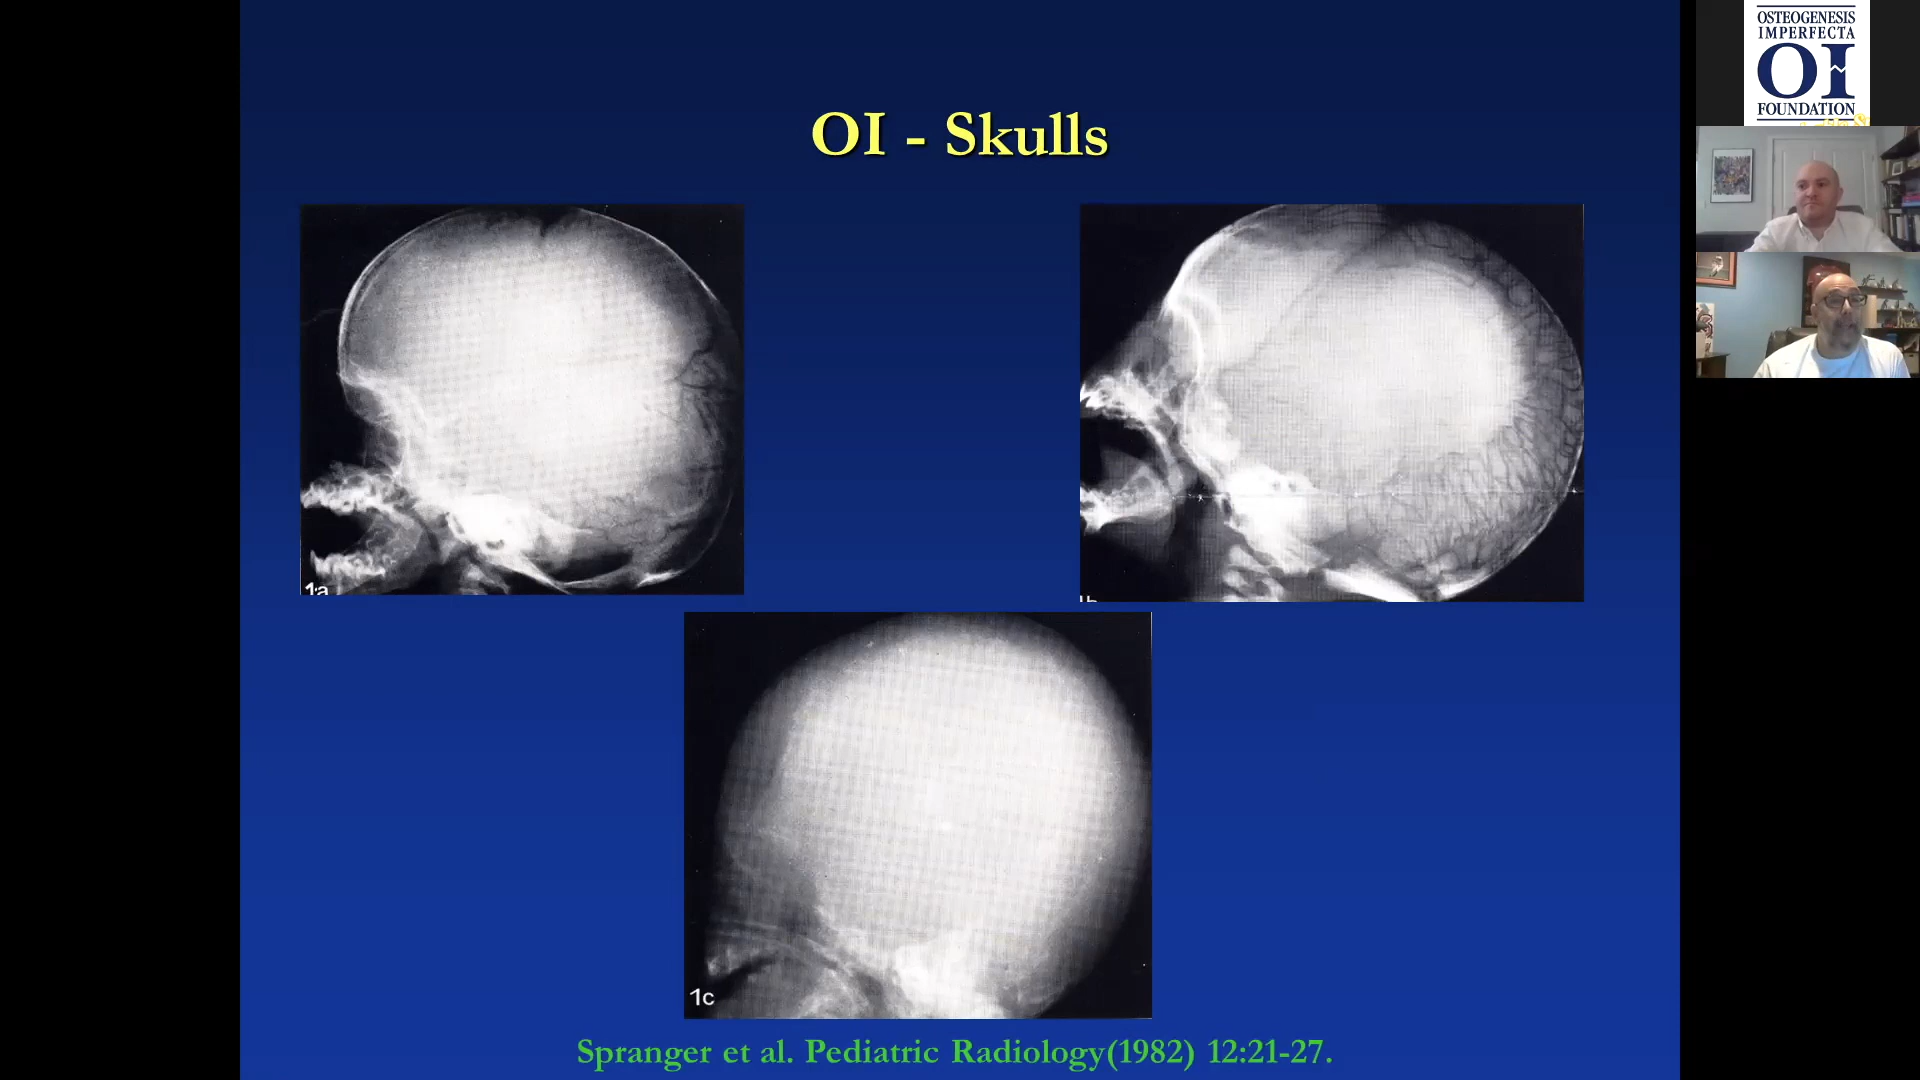 OI - Skulls
1a
1c
Spranger et al. Pediatric Radiology(1982) 12:21-27.
OSTEOGENESIS
IMPERFECTA
OI
FOUNDATION